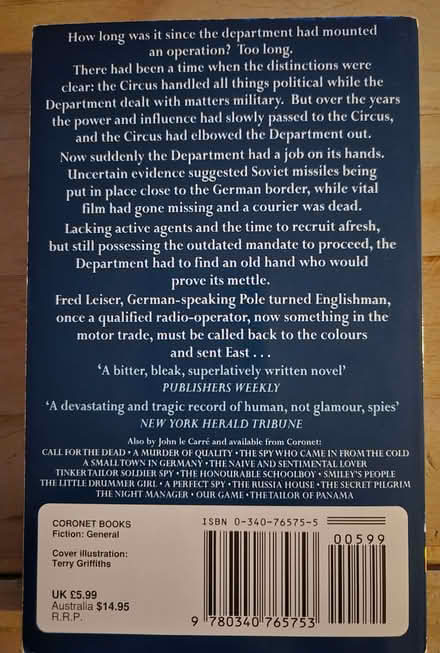 How long was it since the department had mounted
an operation? Too long.
There had been a time when the distinctions were
clear: the Circus handled all things political while the
Department dealt with matters military. But over the years
the power and influence had slowly passed to the Circus,
and the Circus had elbowed the Department out.
Now suddenly the Department had a job on its hands.
Uncertain evidence suggested Soviet missiles being
put in place close to the German border, while vital
film had gone missing and a courier was dead.
Lacking active agents and the time to recruit afresh,
but still possessing the outdated mandate to proceed, the
Department had to find an old hand who would
prove its mettle.
Fred Leiser, German-speaking Pole turned Englishman,
once a qualified radio-operator, now something in the
motor trade, must be called back to the colours
and sent East . . .
‘A bitter, bleak, superlatively written novel’
PUBLISHERS WEEKLY
‘A devastating and tragic record of human, not glamour, spies’
NEW YORK HERALD TRIBUNE
Also by John le Carré and available from Coronet:
CALL FOR THE DEAD • A MURDER OF QUALITY • THE SPY WHO CAME IN FROM THE COLD
A SMALL TOWN IN GERMANY • THE NAIVE AND SENTIMENTAL LOVER
TINKER TAILOR SOLDIER SPY • THE HONOURABLE SCHOOLBOY • SMILEY'S PEOPLE
THE LITTLE DRUMMER GIRL • A PERFECT SPY • THE RUSSIA HOUSE • THE SECRET PILGRIM
THE NIGHT MANAGER • OUR GAME • THE TAILOR OF PANAMA
CORONET BOOKS
Fiction: General
Cover illustration:
Terry Griffiths
UK £5.99
Australia $14.95
R.R.P.
ISBN 0-340-76575-5
00599
9 780340 765753